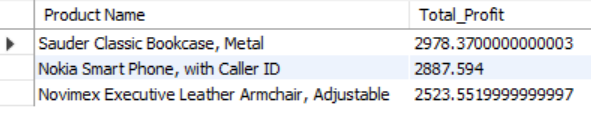 Product Name Total_Profit
Sauder Classic Bookcase, Metal 2978.3700000000003
Nokia Smart Phone, with Caller ID 2887.594
Novimex Executive Leather Armchair, Adjustable 2523.5519999999997